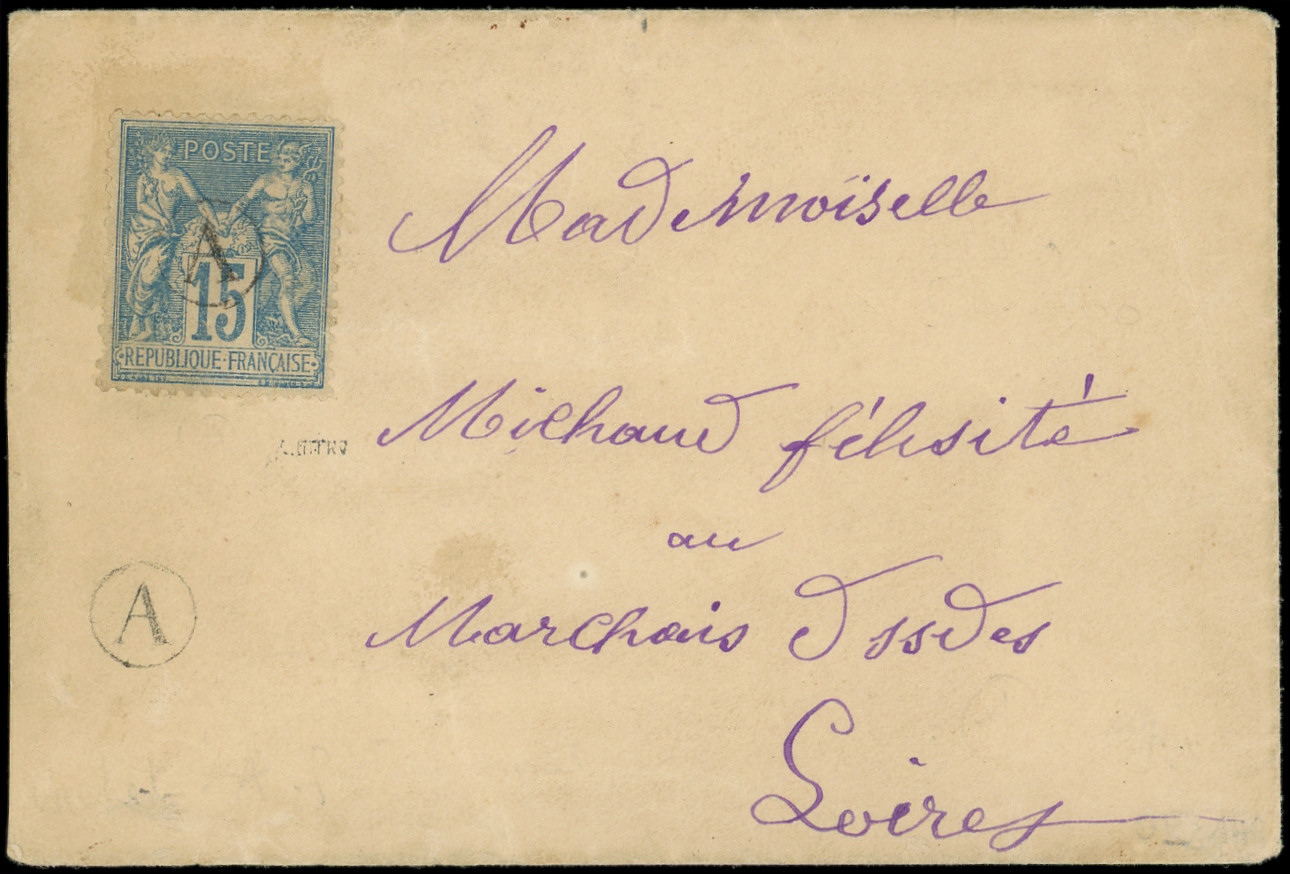 POSTE
A
15
REPUBLIQUE·FRANÇAISE
Mademoiselle
Michaud félisité
au
A
Marchais
Loires